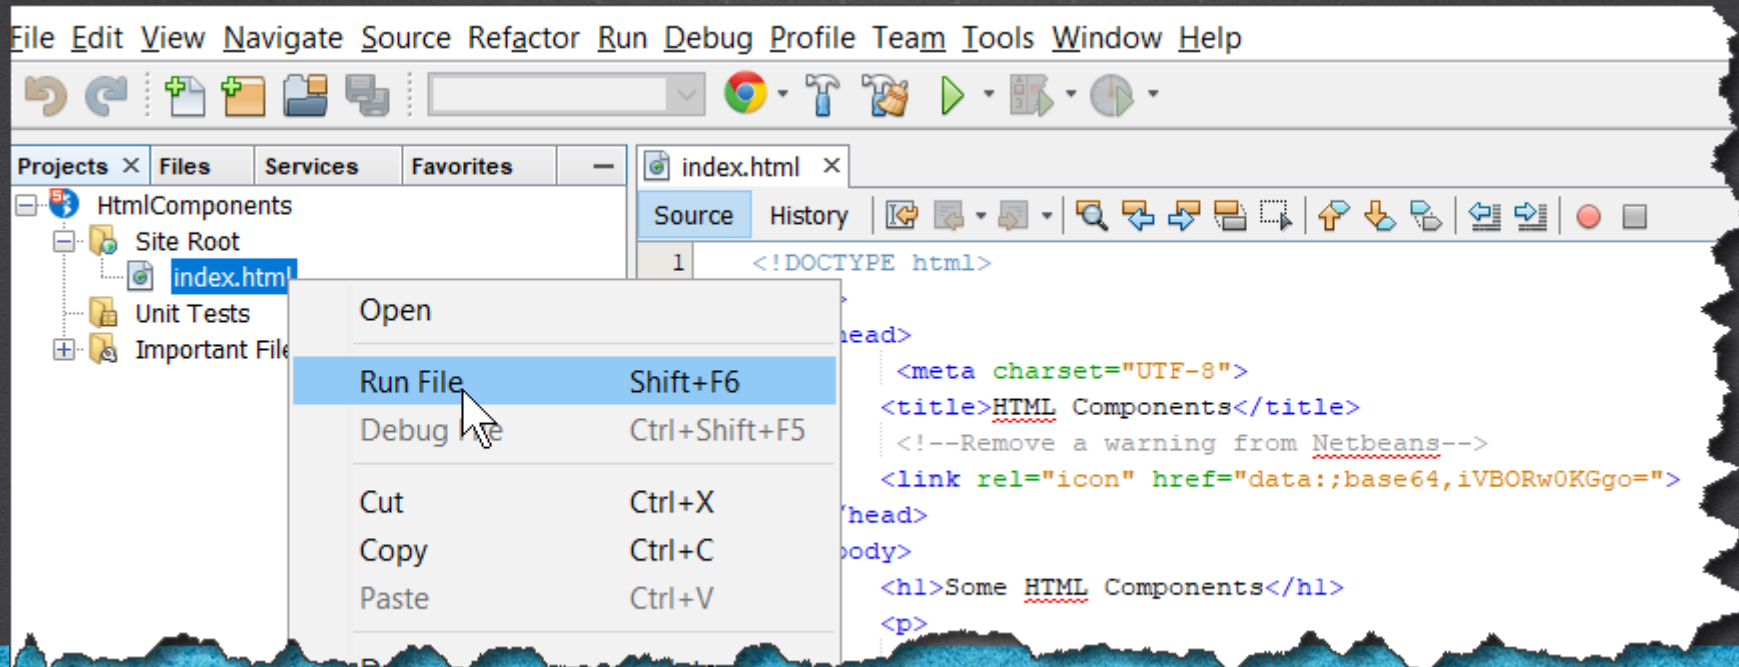 File Edit View Navigate Source Refactor Run Debug Profile Team Tools Window Help
Projects Files Services Favorites
index.html
HtmlComponents
Source History
Site Root
index.html
Unit Tests
Important File
Open
Run File Shift+F6
Debug Ctrl+Shift+F5
Cut Ctrl+X
Copy Ctrl+C
Paste Ctrl+V
1 <!DOCTYPE html>
>
head>
<meta charset="UTF-8">
<title>HTML Components</title>
<!--Remove a warning from Netbeans-->
<link rel="icon" href="data:;base64,iVBORw0KGgo=">
/head>
body>
<h1>Some HTML Components</h1>
<p>